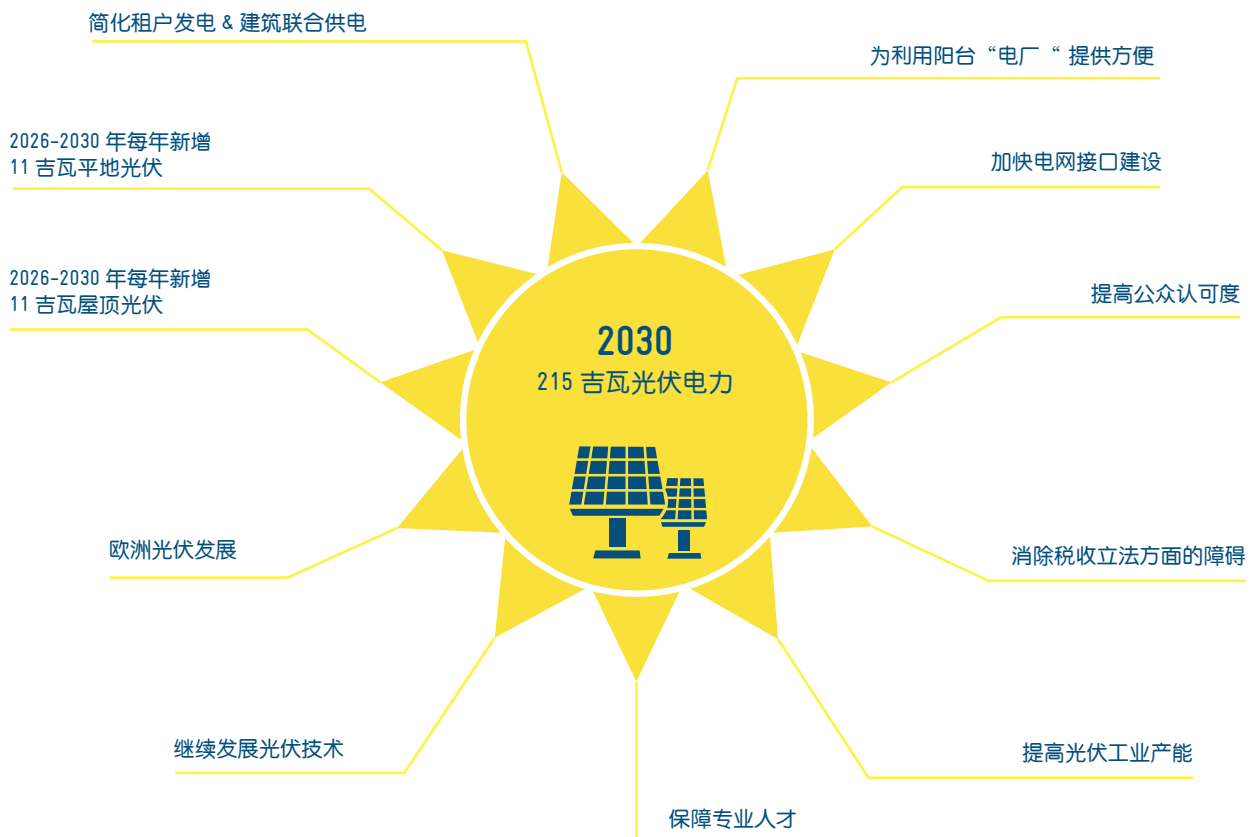 简化租户发电 & 建筑联合供电
为利用阳台“电厂“ 提供方便
2026-2030 年每年新增
11 吉瓦平地光伏
加快电网接口建设
2026-2030 年每年新增
11 吉瓦屋顶光伏
提高公众认可度
2030
215 吉瓦光伏电力
欧洲光伏发展
消除税收立法方面的障碍
继续发展光伏技术
提高光伏工业产能
保障专业人才